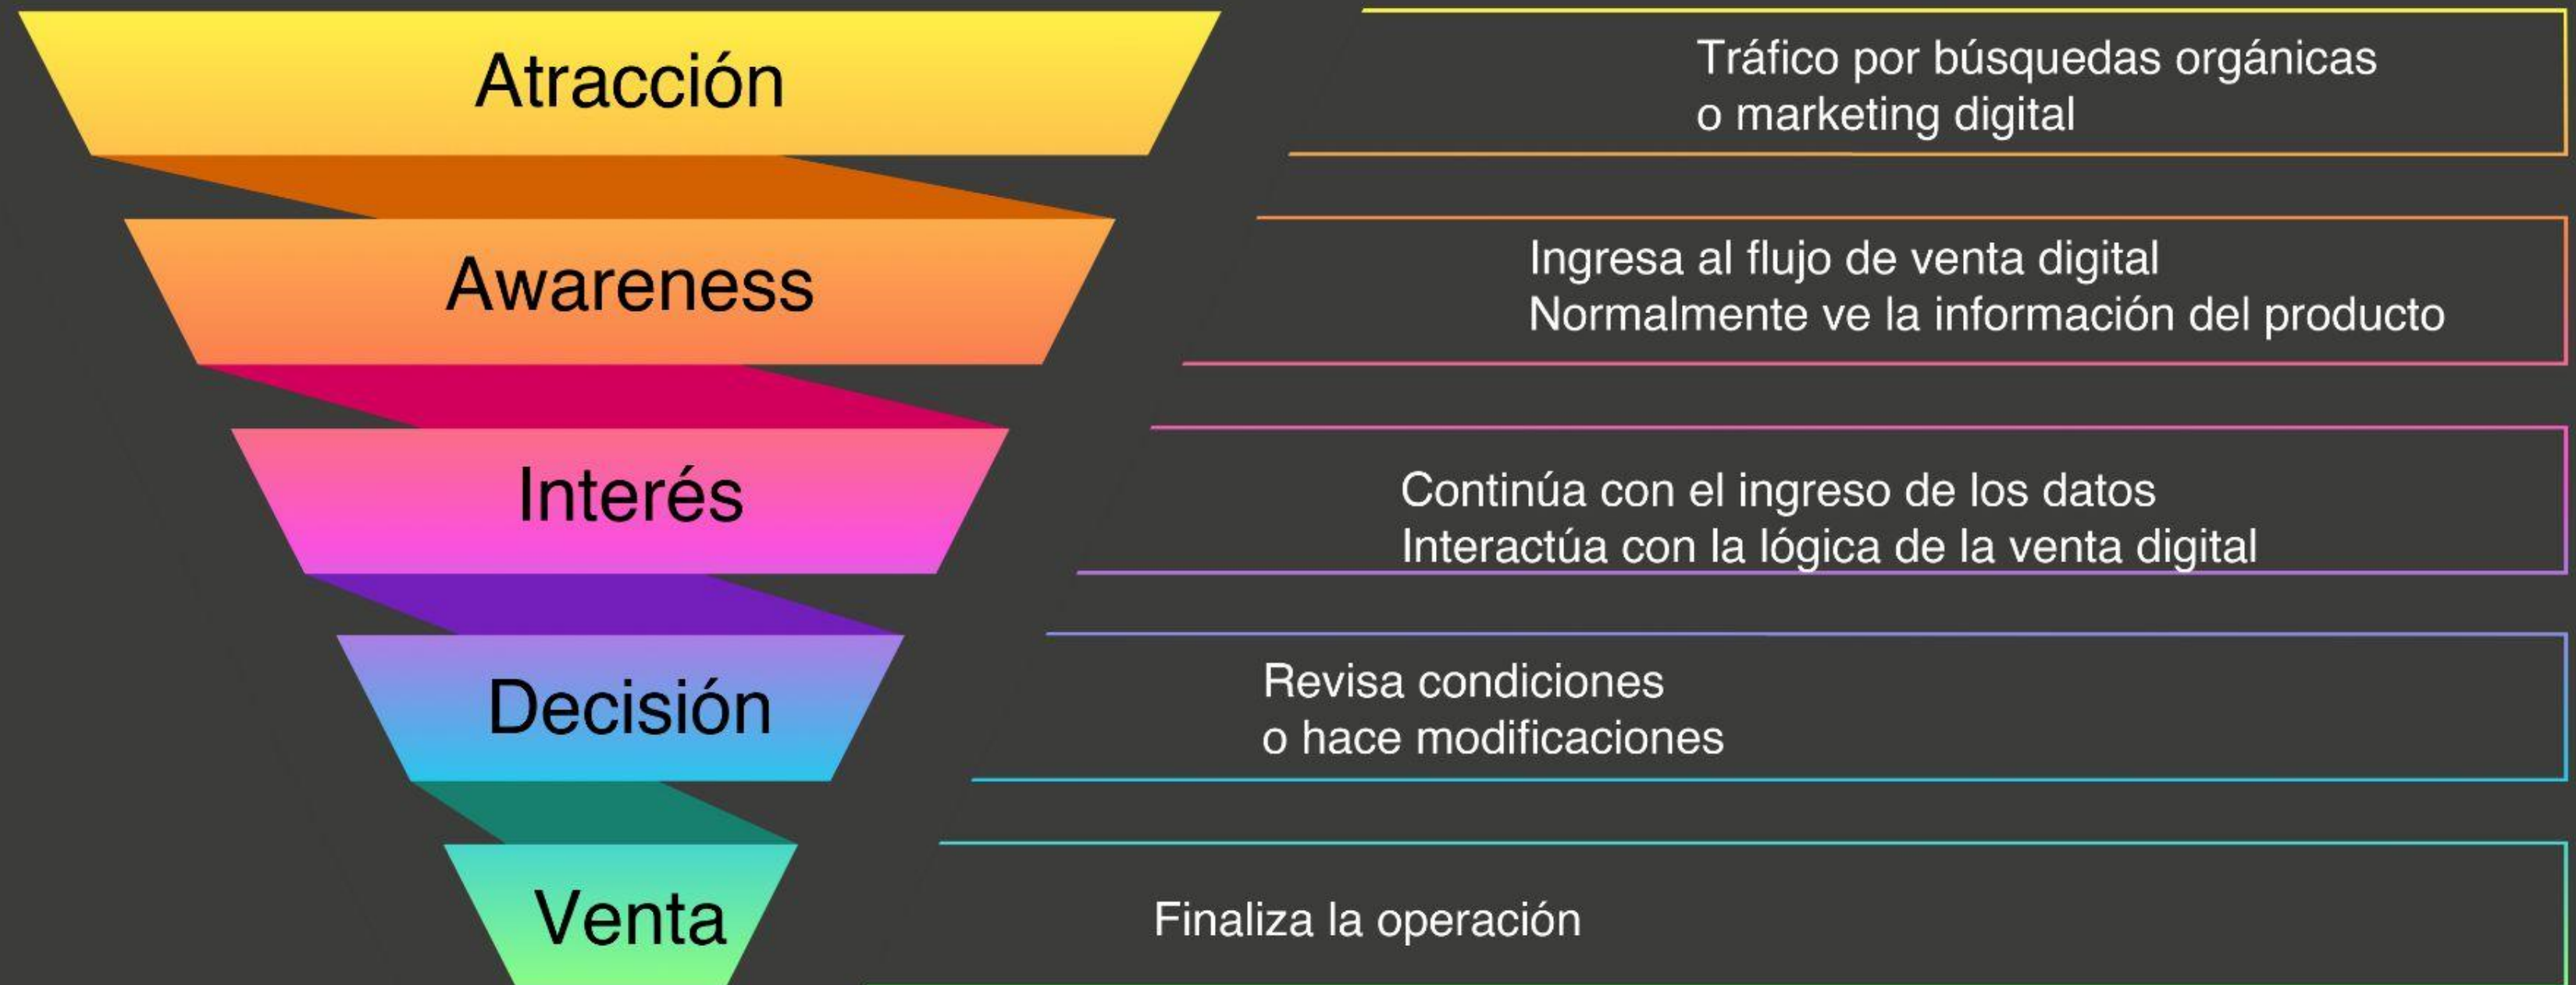 Atracción
Tráfico por búsquedas orgánicas
o marketing digital
Awareness
Ingresa al flujo de venta digital
Normalmente ve la información del producto
Interés
Continúa con el ingreso de los datos
Interactúa con la lógica de la venta digital
Decisión
Revisa condiciones
o hace modificaciones
Venta
Finaliza la operación